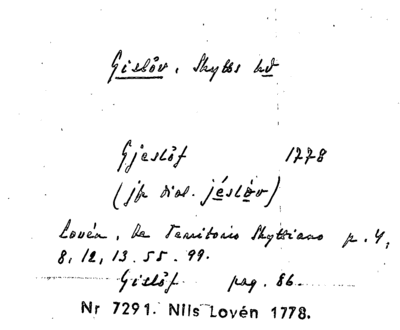 Gislöv, Skytts hd
Gjeslöf 1778
(jfr dial. jéslöv)
Lovén, De Territorio Skyttiano p. 4,
8, 12, 13. 55. 99.
Gislöf pag. 86.
Nr 7291. Nils Lovén 1778.